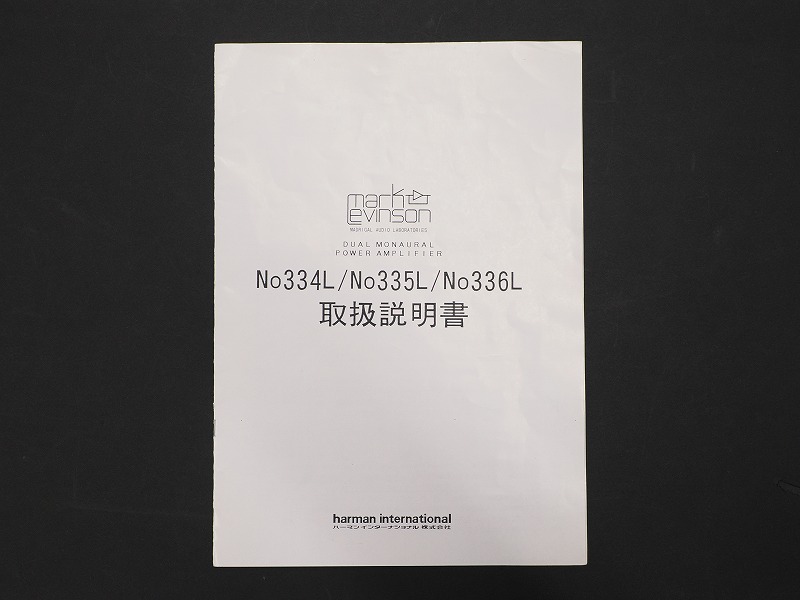 mark
Levinson
MADRIGAL AUDIO LABORATORIES
DUAL MONAURAL
POWER AMPLIFIER
No334L/No335L/No336L
取扱説明書
harman international
ハーマンインターナショナル株式会社